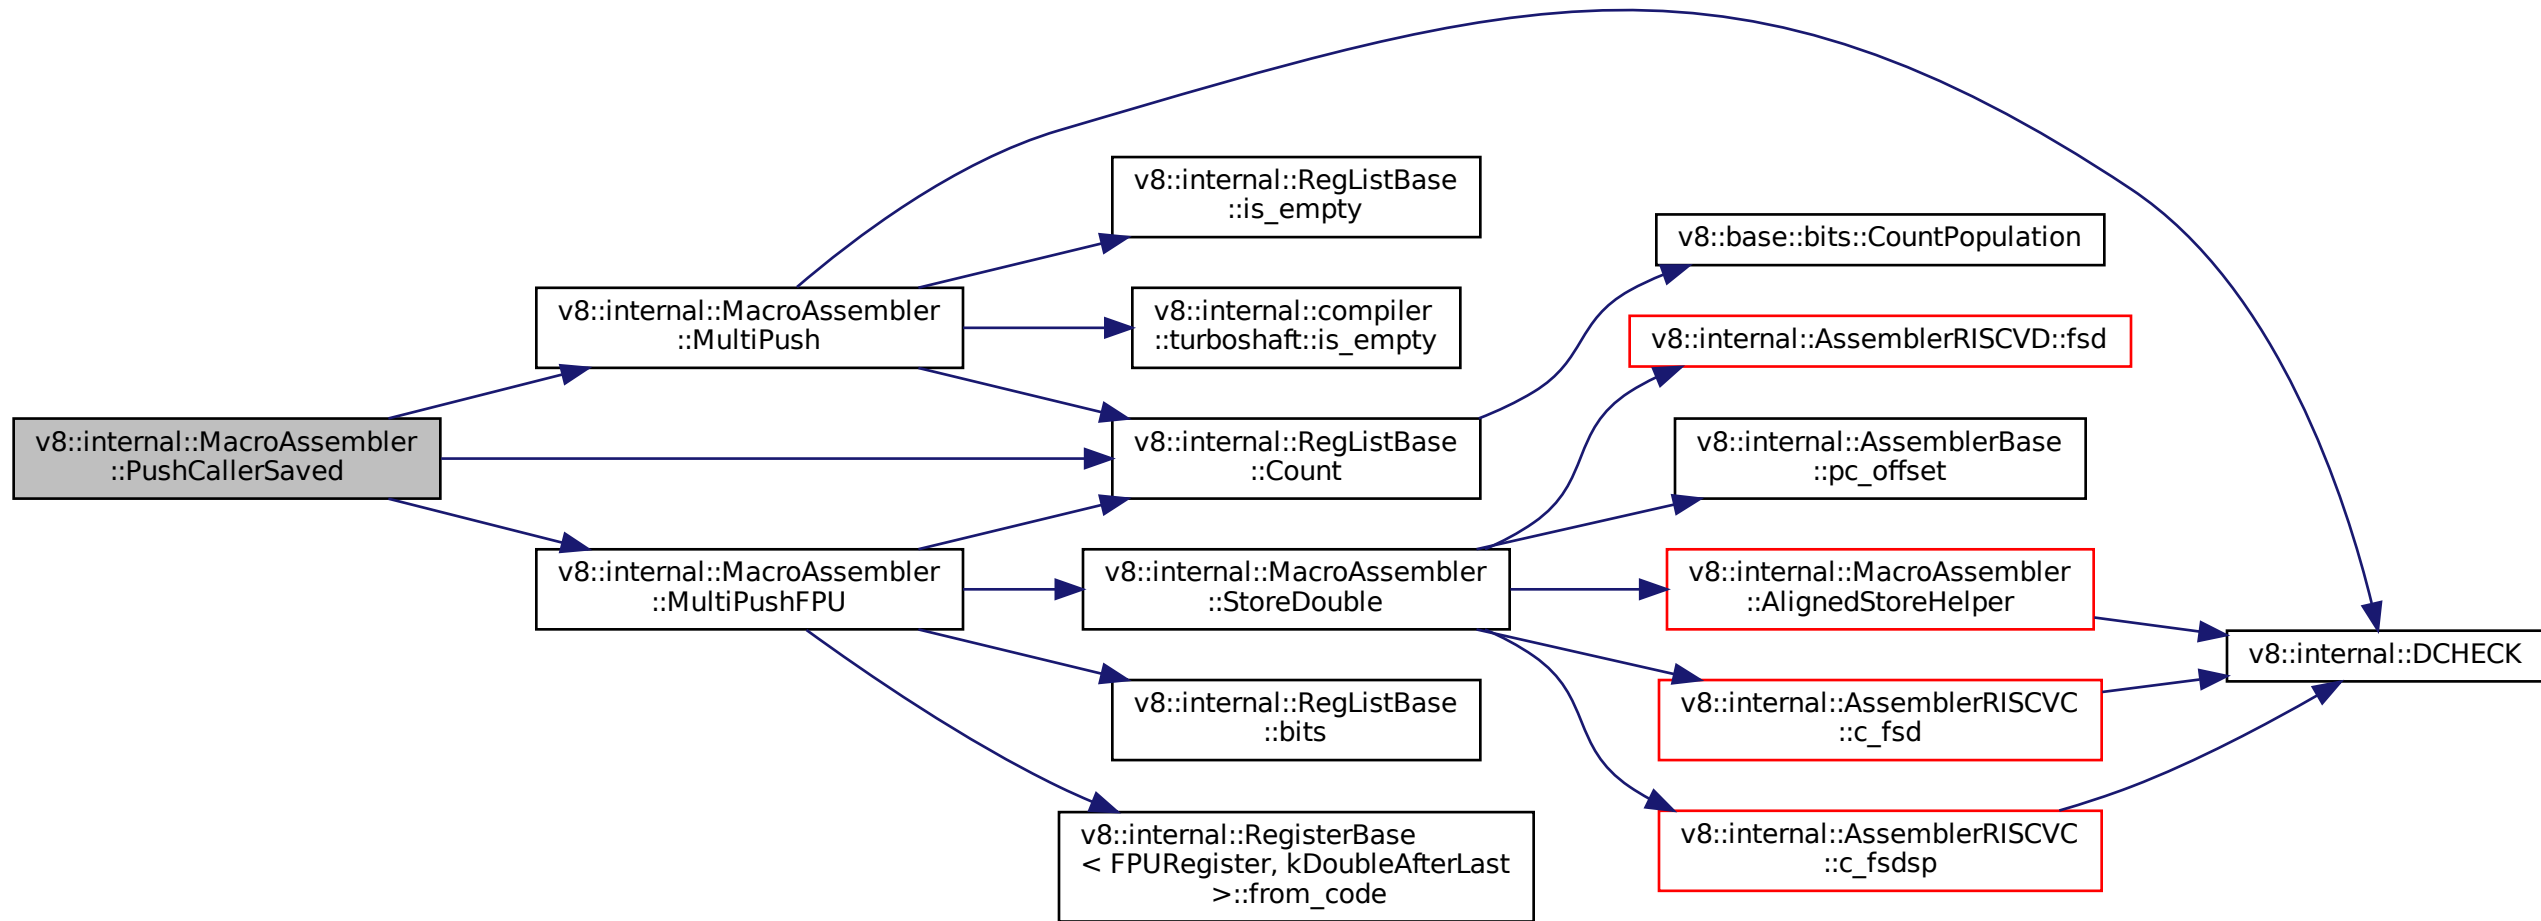 v8::internal::MacroAssembler
::PushCallerSaved
v8::internal::MacroAssembler
::MultiPush
v8::internal::MacroAssembler
::MultiPushFPU
v8::internal::RegListBase
::is_empty
v8::internal::compiler
::turboshaft::is_empty
v8::internal::RegListBase
::Count
v8::internal::MacroAssembler
::StoreDouble
v8::internal::RegListBase
::bits
v8::internal::RegisterBase
< FPURegister, kDoubleAfterLast
>::from_code
v8::base::bits::CountPopulation
v8::internal::AssemblerRISCVD::fsd
v8::internal::AssemblerBase
::pc_offset
v8::internal::MacroAssembler
::AlignedStoreHelper
v8::internal::AssemblerRISCVC
::c_fsd
v8::internal::AssemblerRISCVC
::c_fsdsp
v8::internal::DCHECK